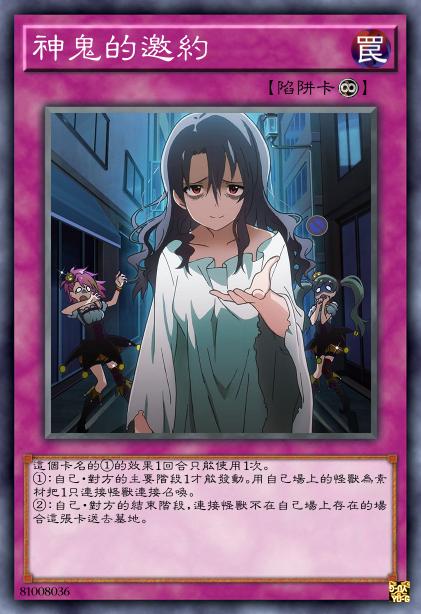 神鬼的邀約
罠
【陷阱卡】
這個卡名的①的效果1回合只能使用1次。
①:自己·對方的主要階段1才能發動。用自己場上的怪獸為素
材把1只連接怪獸連接召喚。
②:自己·對方的結束階段,連接怪獸不在自己場上存在的場
合這張卡送去墓地。
81008036